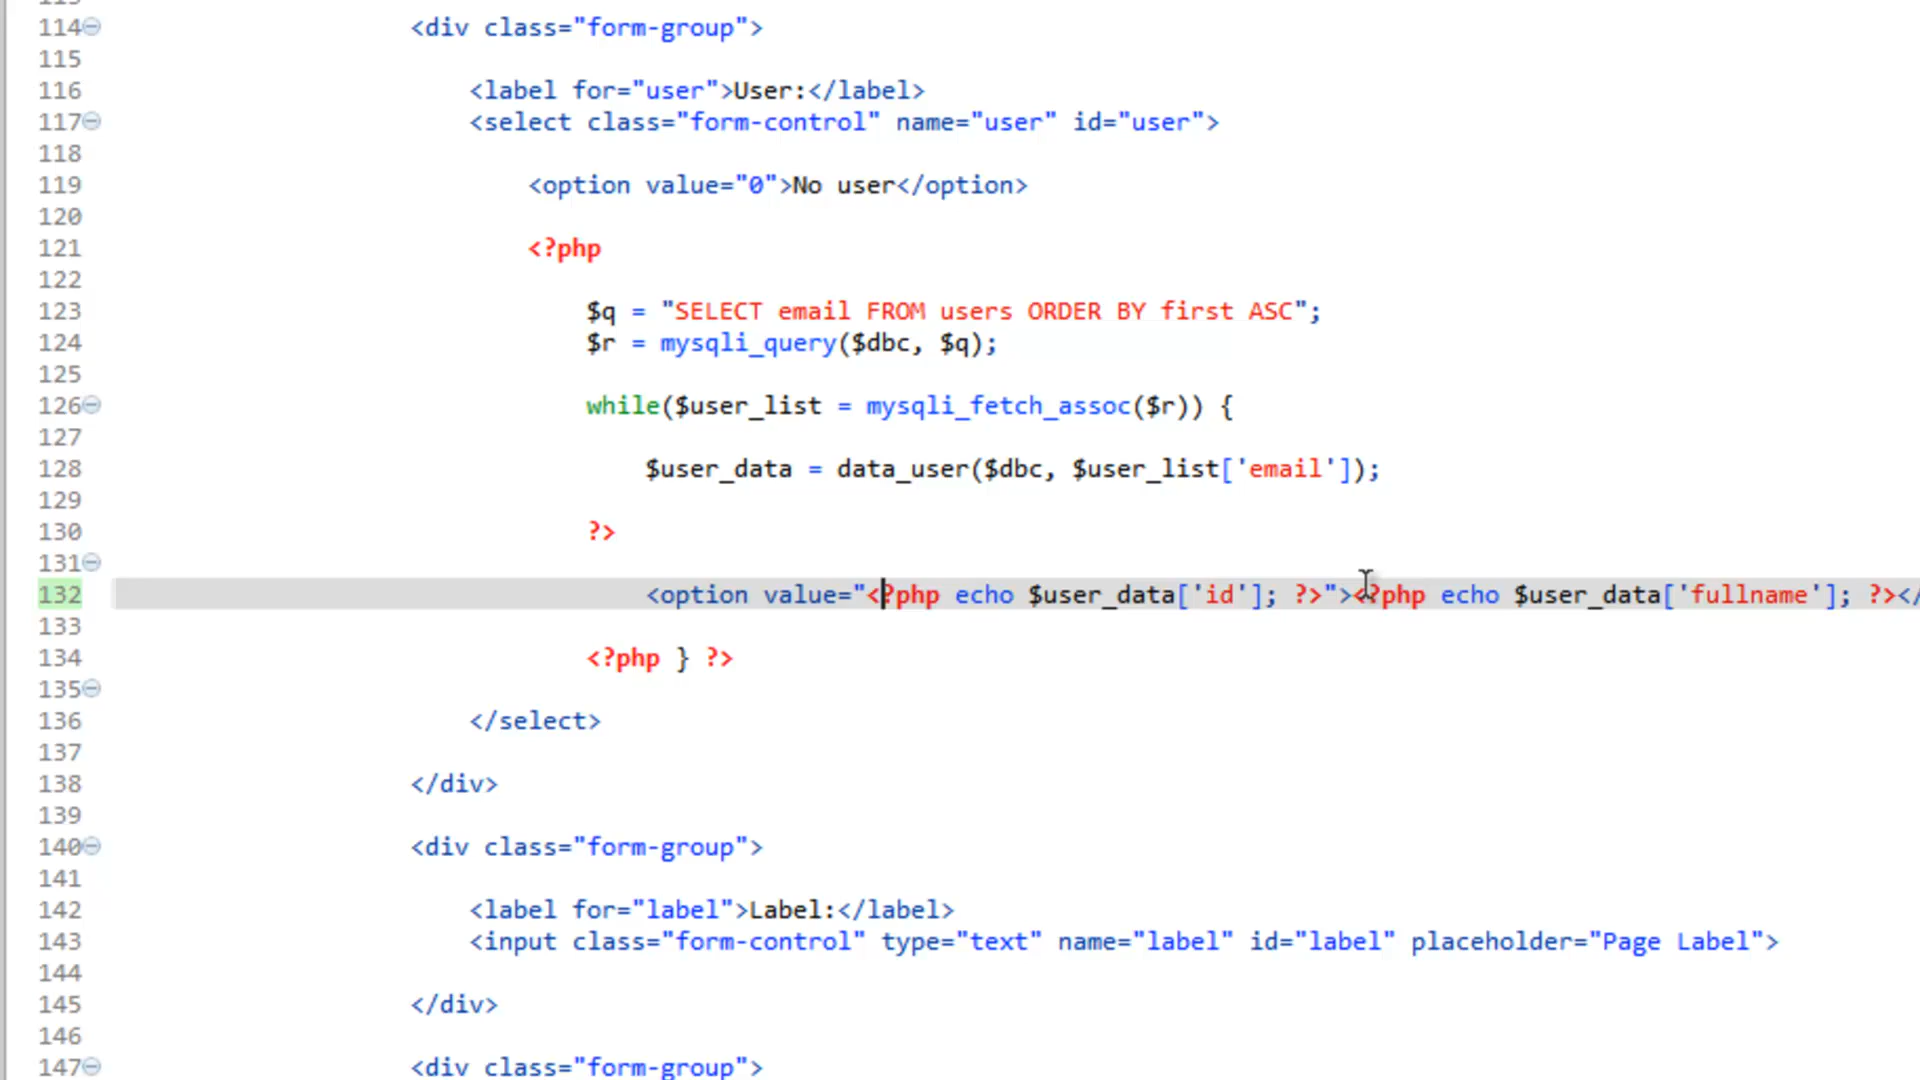 114 <div class="form-group">
115
116 <label for="user">User:</label>
117 <select class="form-control" name="user" id="user">
118
119 <option value="0">No user</option>
120
121 <?php
122
123 $q = "SELECT email FROM users ORDER BY first ASC";
124 $r = mysqli_query($dbc, $q);
125
126 while($user_list = mysqli_fetch_assoc($r)) {
127
128 $user_data = data_user($dbc, $user_list['email']);
129
130 ?>
131
132 <option value="<?php echo $user_data['id']; ?>"><?php echo $user_data['fullname']; ?></
133
134 <?php } ?>
135
136 </select>
137
138 </div>
139
140 <div class="form-group">
141
142 <label for="label">Label:</label>
143 <input class="form-control" type="text" name="label" id="label" placeholder="Page Label">
144
145 </div>
146
147 <div class="form-group">